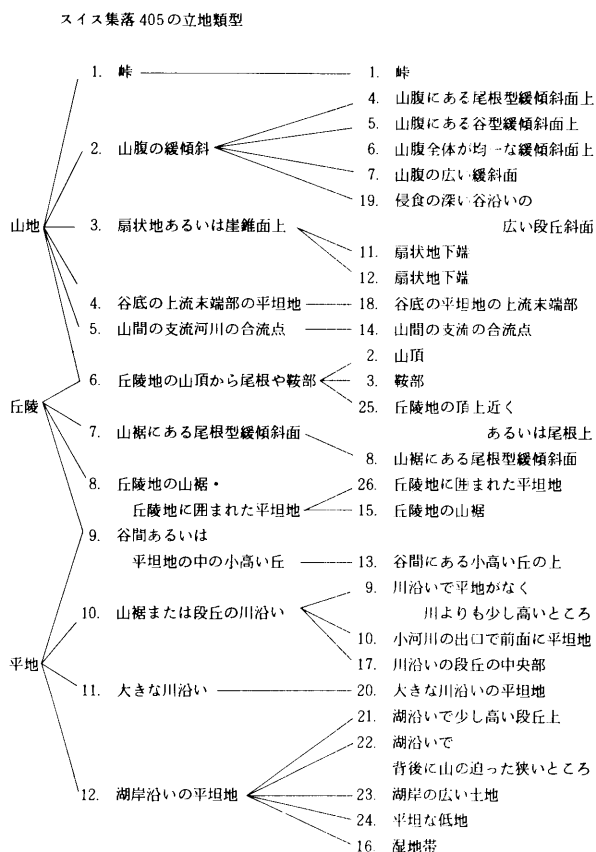 スイス集落405の立地類型
1. 峠 1. 峠
4. 山腹にある尾根型緩傾斜面上
5. 山腹にある谷型緩傾斜面上
2. 山腹の緩傾斜 6. 山腹全体が均一な緩傾斜面上
7. 山腹の広い緩斜面
19. 侵食の深い谷沿いの
広い段丘斜面
山地 3. 扇状地あるいは崖錐面上
11. 扇状地下端
12. 扇状地下端
4. 谷底の上流末端部の平坦地 18. 谷底の平坦地の上流末端部
5. 山間の支流河川の合流点 14. 山間の支流の合流点
2. 山頂
6. 丘陵地の山頂から尾根や鞍部 3. 鞍部
丘陵 25. 丘陵地の頂上近く
あるいは尾根上
7. 山裾にある尾根型緩傾斜面
8. 山裾にある尾根型緩傾斜面
8. 丘陵地の山裾・ 26. 丘陵地に囲まれた平坦地
丘陵地に囲まれた平坦地 15. 丘陵地の山裾
9. 谷間あるいは
平坦地の中の小高い丘 13. 谷間にある小高い丘の上
9. 川沿いで平地がなく
10. 山裾または段丘の川沿い 川よりも少し高いところ
10. 小河川の出口で前面に平坦地
平地 17. 川沿いの段丘の中央部
11. 大きな川沿い 20. 大きな川沿いの平坦地
21. 湖沿いで少し高い段丘上
22. 湖沿いで
背後に山の迫った狭いところ
12. 湖岸沿いの平坦地 23. 湖岸の広い土地
24. 平坦な低地
16. 湿地帯